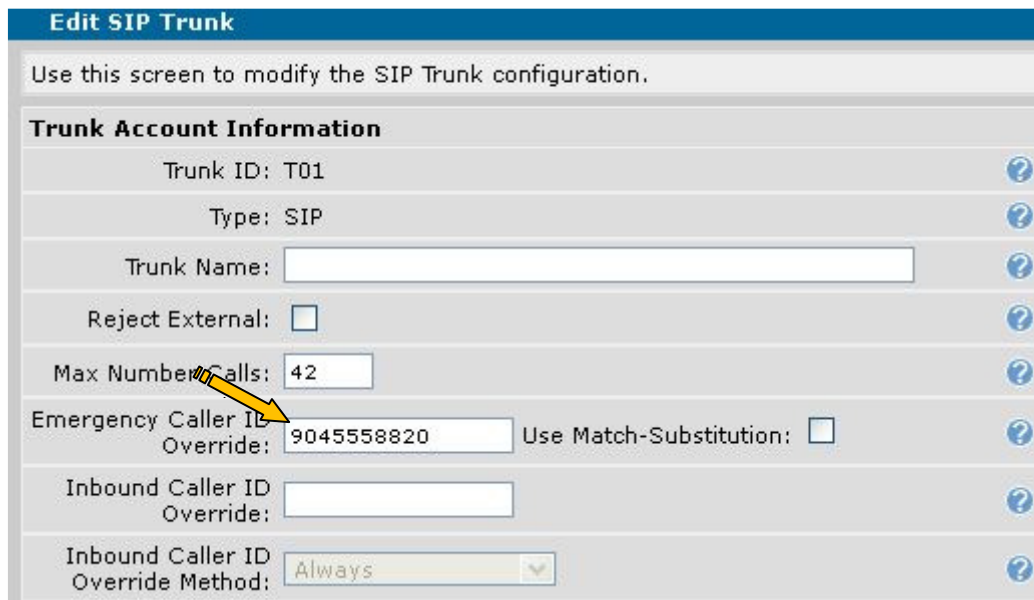 Edit SIP Trunk
Use this screen to modify the SIP Trunk configuration.
Trunk Account Information
Trunk ID: T01
Type: SIP
Trunk Name:
Reject External:
Max Number Calls: 42
Emergency Caller ID
Override: 9045558820 Use Match-Substitution:
Inbound Caller ID
Override:
Inbound Caller ID
Override Method: Always